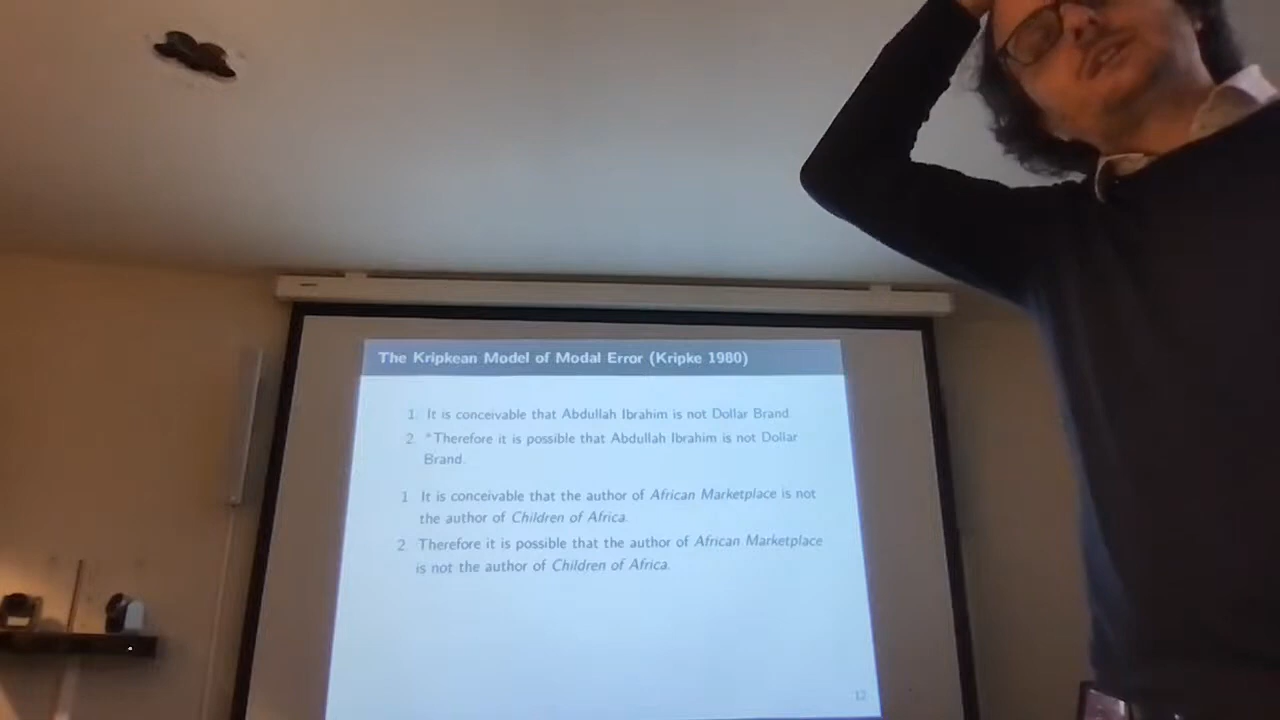 The Kripkean Model of Modal Error (Kripke 1980)
1. It is conceivable that Abdullah Ibrahim is not Dollar Brand.
2. *Therefore it is possible that Abdullah Ibrahim is not Dollar
Brand.
1. It is conceivable that the author of African Marketplace is not
the author of Children of Africa.
2. Therefore it is possible that the author of African Marketplace
is not the author of Children of Africa.
12